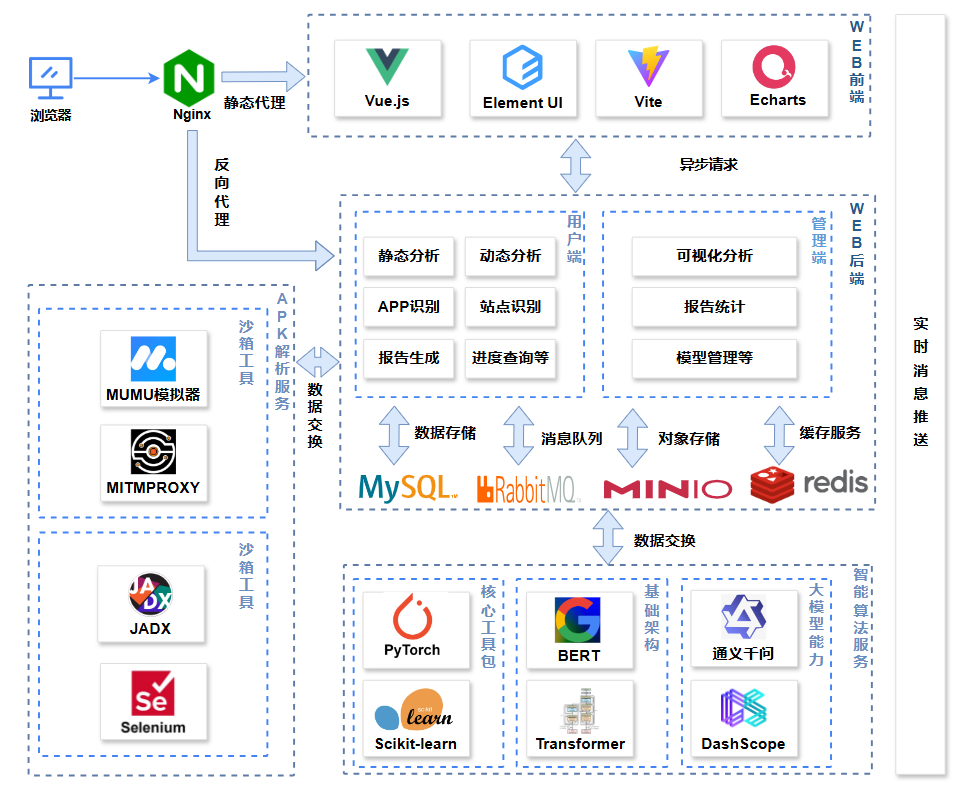 浏览器
Nginx
静态代理
反向代理
WEB前端
Vue.js
Element UI
Vite
Echarts
异步请求
WEB后端
用户端
静态分析
动态分析
APP识别
站点识别
报告生成
进度查询等
管理端
可视化分析
报告统计
模型管理等
数据存储
消息队列
对象存储
缓存服务
MySQL
RabbitMQ
MINIO
redis
数据交换
APK解析服务
沙箱工具
MUMU模拟器
MITMPROXY
沙箱工具
JADX
JADX
Se
Selenium
数据交换
智能算法服务
核心工具包
PyTorch
scikit
learn
Scikit-learn
基础架构
BERT
Transformer
大模型能力
通义千问
DashScope
实时消息推送